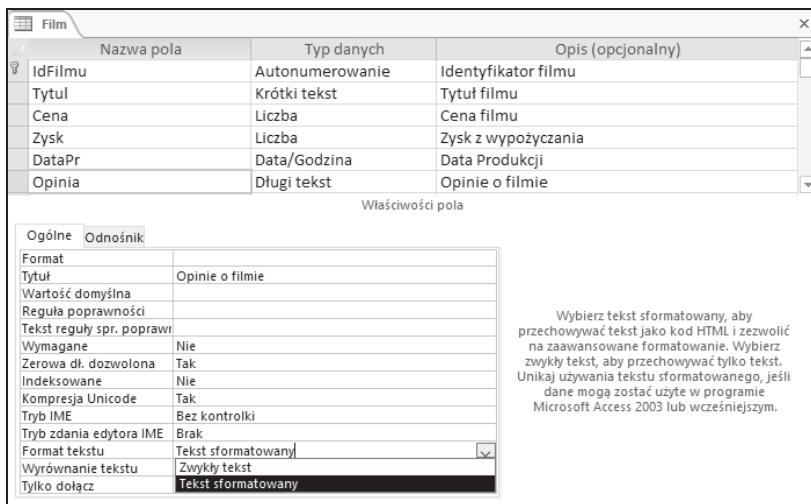 Film
Nazwa pola Typ danych Opis (opcjonalny)
IdFilmu Autonumerowanie Identyfikator filmu
Tytul Krótki tekst Tytuł filmu
Cena Liczba Cena filmu
Zysk Liczba Zysk z wypożyczania
DataPr Data/Godzina Data Produkcji
Opinia Długi tekst Opinie o filmie
Właściwości pola
Ogólne Odnośnik
Format
Tytuł Opinie o filmie
Wartość domyślna
Reguła poprawności
Tekst reguły spr. poprawn
Wymagane Nie
Zerowa dł. dozwolona Tak
Indeksowane Nie
Kompresja Unicode Tak
Tryb IME Bez kontrolki
Tryb zdania edytora IME Brak
Format tekstu Tekst sformatowany
Wyrównanie tekstu Zwykły tekst
Tylko dołącz Tekst sformatowany
Wybierz tekst sformatowany, aby
przechowywać tekst jako kod HTML i zezwolić
na zaawansowane formatowanie. Wybierz
zwykły tekst, aby przechowywać tylko tekst.
Unikaj używania tekstu sformatowanego, jeśli
dane mogą zostać użyte w programie
Microsoft Access 2003 lub wcześniejszym.